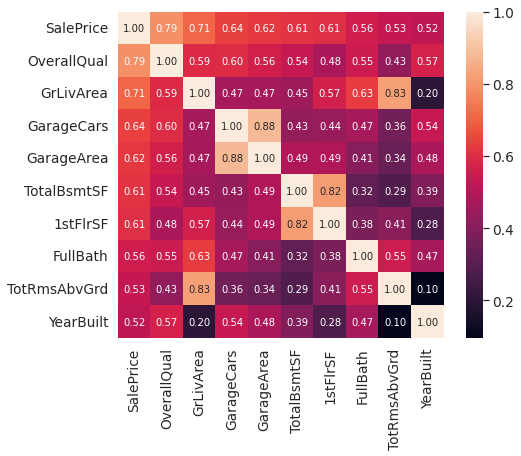 SalePrice 1.00 0.79 0.71 0.64 0.62 0.61 0.61 0.56 0.53 0.52
OverallQual 0.79 1.00 0.59 0.60 0.56 0.54 0.48 0.55 0.43 0.57
GrLivArea 0.71 0.59 1.00 0.47 0.47 0.45 0.57 0.63 0.83 0.20
GarageCars 0.64 0.60 0.47 1.00 0.88 0.43 0.44 0.47 0.36 0.54
GarageArea 0.62 0.56 0.47 0.88 1.00 0.49 0.49 0.41 0.34 0.48
TotalBsmtSF 0.61 0.54 0.45 0.43 0.49 1.00 0.82 0.32 0.29 0.39
1stFlrSF 0.61 0.48 0.57 0.44 0.49 0.82 1.00 0.38 0.41 0.28
FullBath 0.56 0.55 0.63 0.47 0.41 0.32 0.38 1.00 0.55 0.47
TotRmsAbvGrd 0.53 0.43 0.83 0.36 0.34 0.29 0.41 0.55 1.00 0.10
YearBuilt 0.52 0.57 0.20 0.54 0.48 0.39 0.28 0.47 0.10 1.00
SalePrice
OverallQual
GrLivArea
GarageCars
GarageArea
TotalBsmtSF
1stFlrSF
FullBath
TotRmsAbvGrd
YearBuilt
1.0
0.8
0.6
0.4
0.2